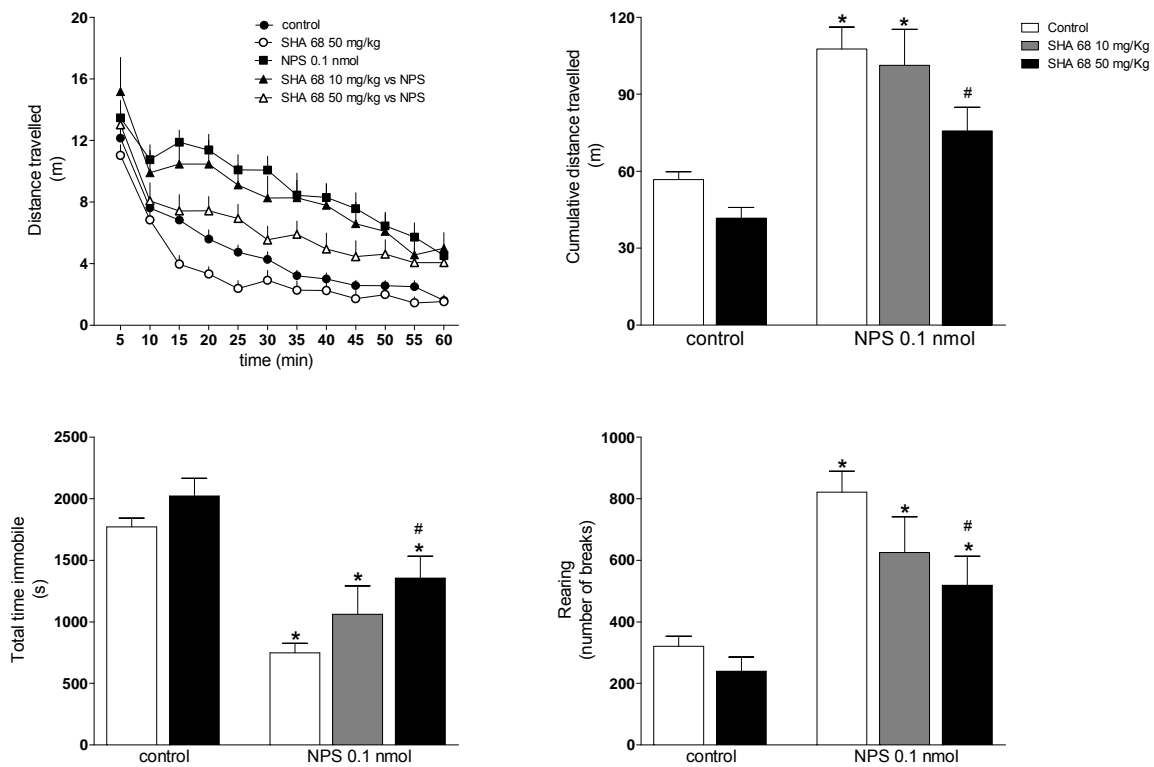 20
16
12
8
4
0
Distance travelled
(m)
control
SHA 68 50 mg/kg
NPS 0.1 nmol
SHA 68 10 mg/kg vs NPS
SHA 68 50 mg/kg vs NPS
5 10 15 20 25 30 35 40 45 50 55 60
time (min)
120
90
60
30
0
Cumulative distance travelled
(m)
* *
#
Control
SHA 68 10 mg/Kg
SHA 68 50 mg/Kg
control NPS 0.1 nmol
2500
2000
1500
1000
500
0
Total time immobile
(s)
#
* * *
control NPS 0.1 nmol
1000
800
600
400
200
0
Rearing
(number of breaks)
#
* * *
control NPS 0.1 nmol